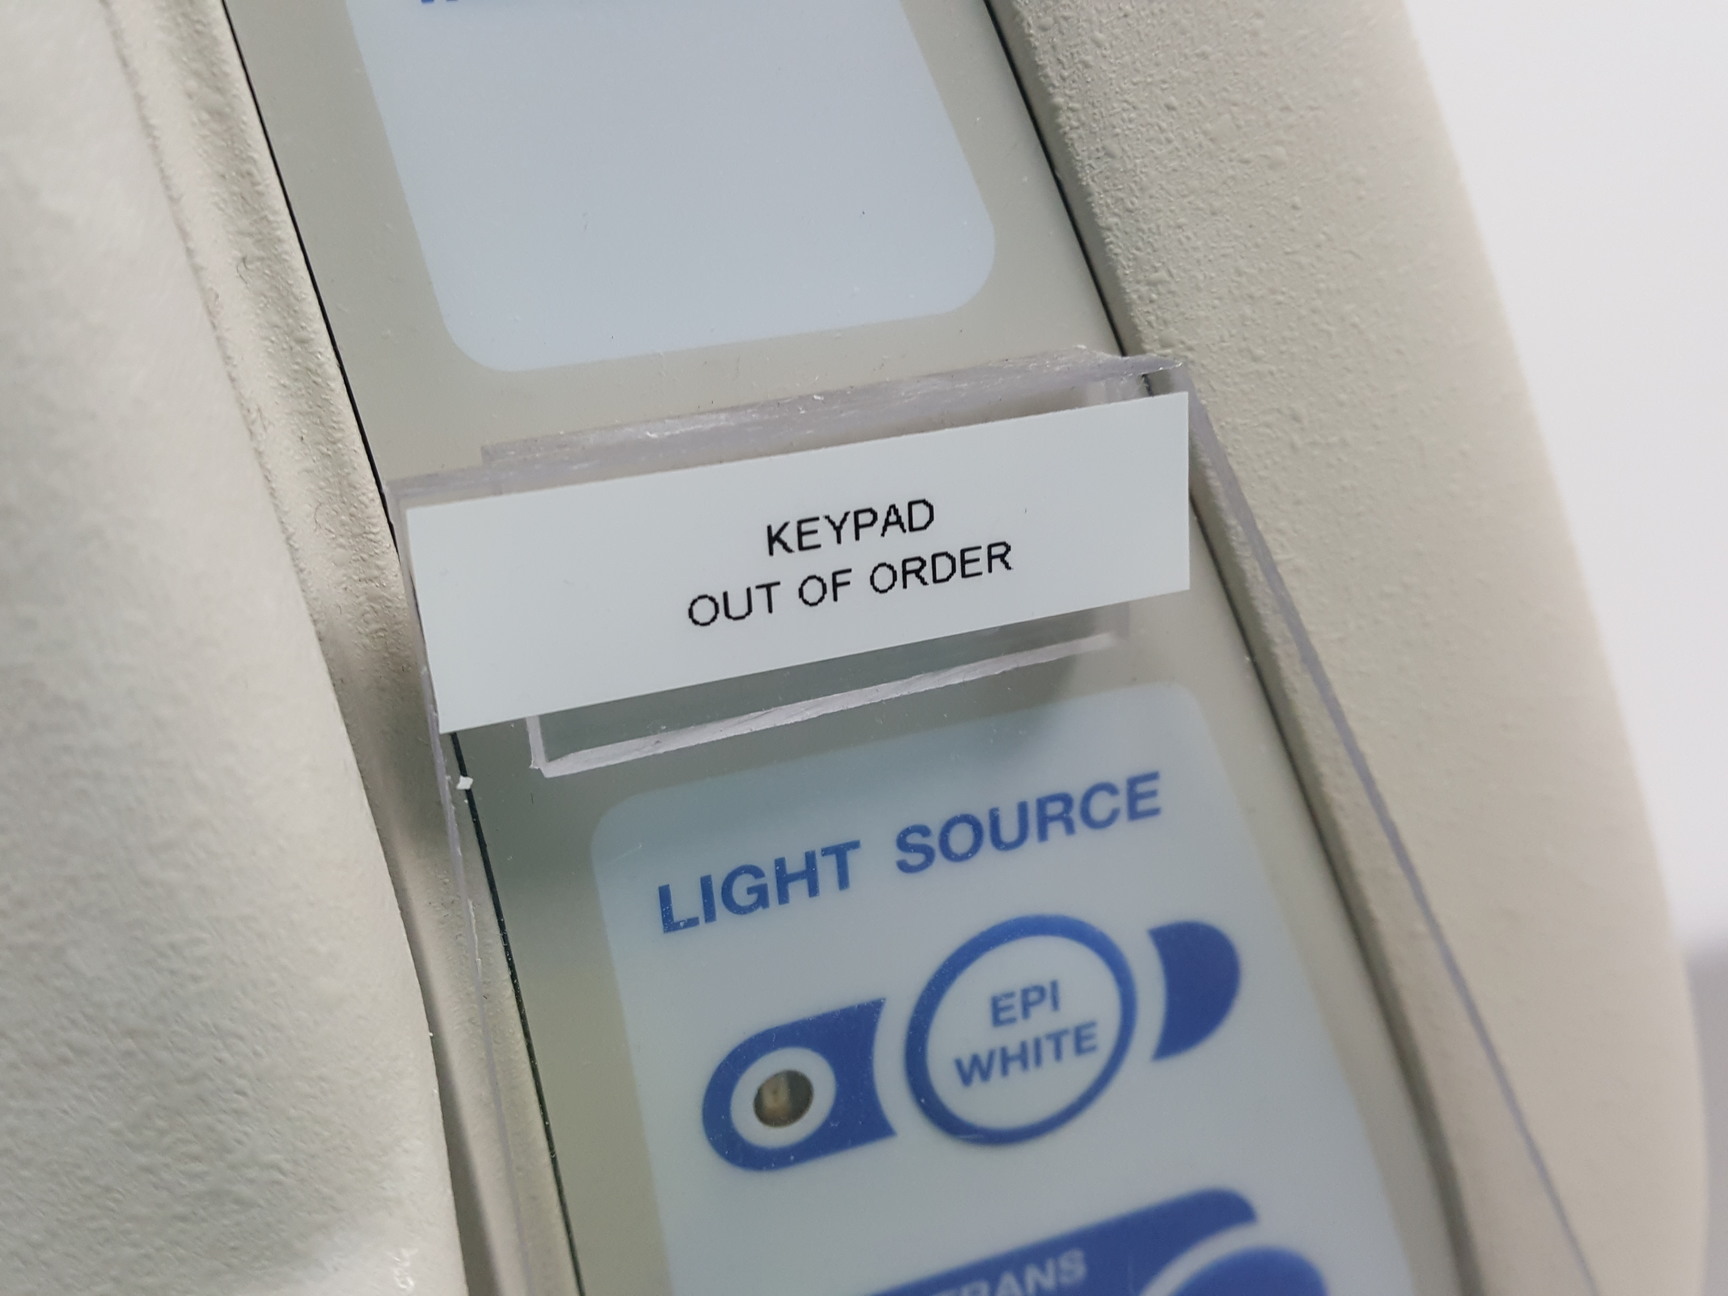 KEYPAD
OUT OF ORDER
LIGHT SOURCE
EPI
WHITE